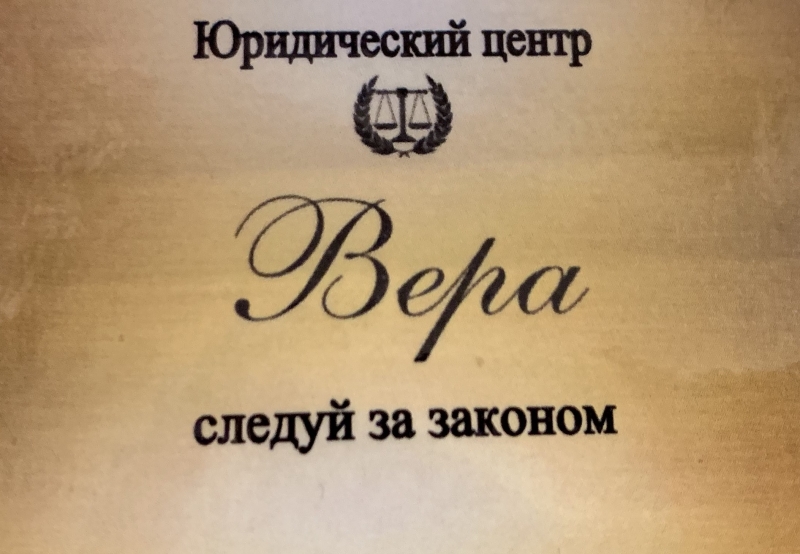 Юридический центр
Вера
следуй за законом